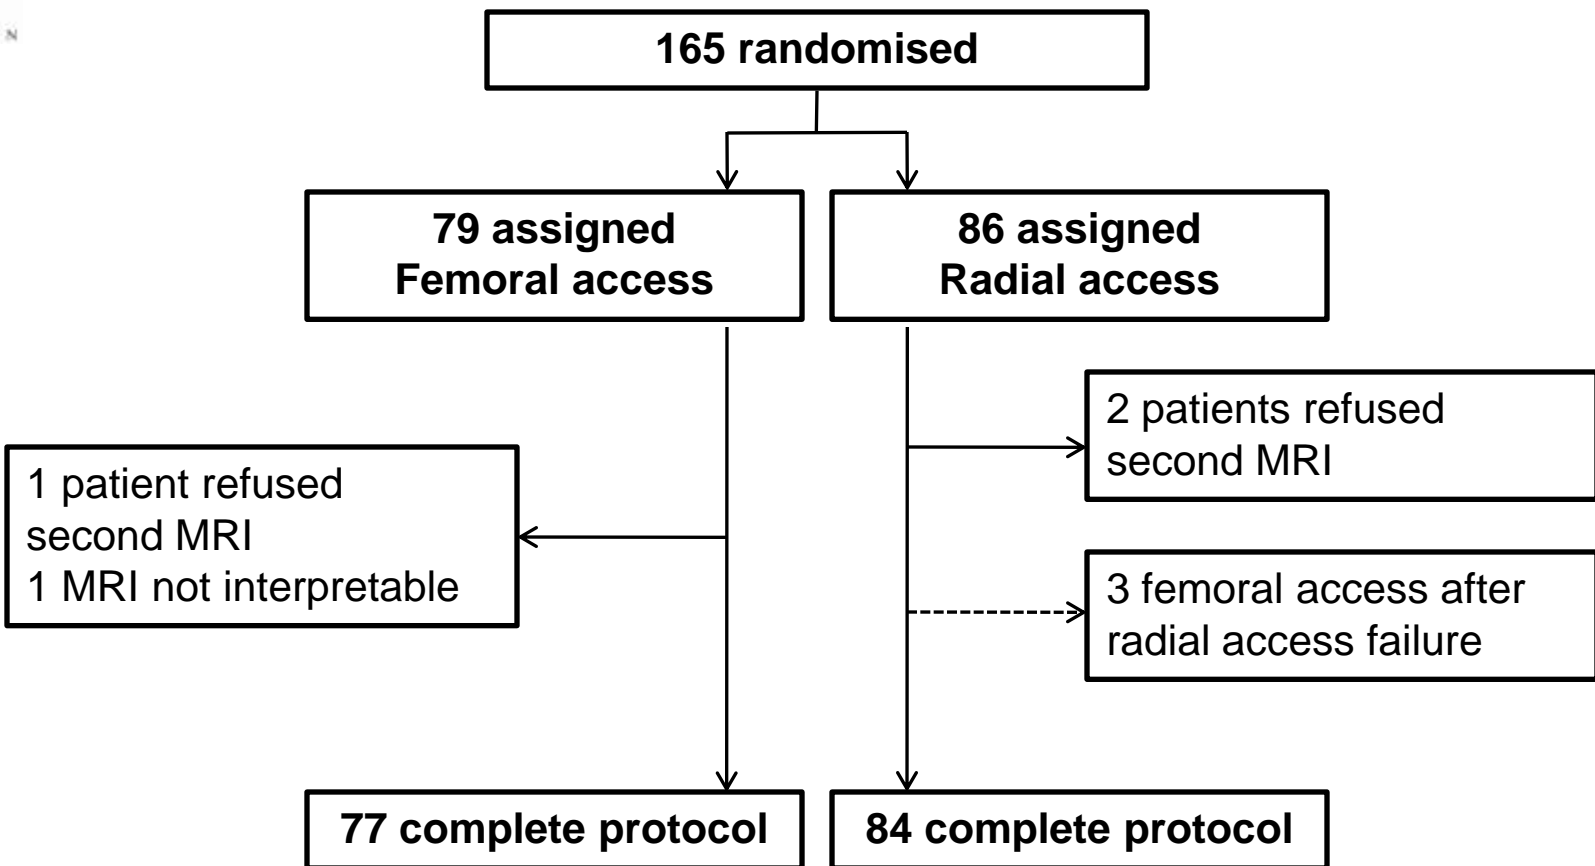 N
165 randomised
79 assigned
Femoral access
86 assigned
Radial access
2 patients refused
second MRI
1 patient refused
second MRI
1 MRI not interpretable
3 femoral access after
radial access failure
77 complete protocol
84 complete protocol